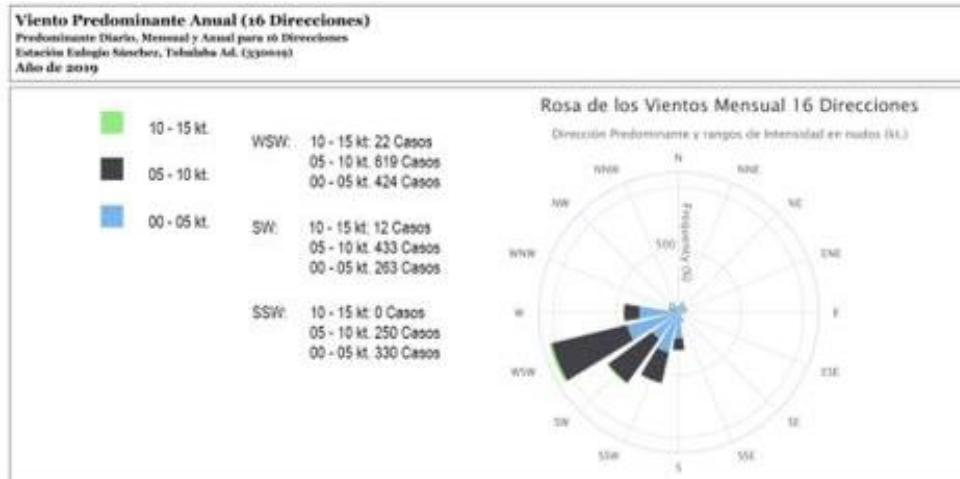 Viento Predominante Anual (16 Direcciones)
Predominante Diario, Mensual y Anual para 16 Direcciones
Estación Eulogio Sánchez, Tobalaba Ad. (330019)
Año de 2019
10 - 15 kt.
05 - 10 kt.
00 - 05 kt.
WSW: 10 - 15 kt: 22 Casos
05 - 10 kt. 619 Casos
00 - 05 kt. 424 Casos
SW: 10 - 15 kt: 12 Casos
05 - 10 kt. 433 Casos
00 - 05 kt. 263 Casos
SSW: 10 - 15 kt: 0 Casos
05 - 10 kt. 250 Casos
00 - 05 kt. 330 Casos
Rosa de los Vientos Mensual 16 Direcciones
Dirección Predominante y rangos de Intensidad en nudos (kt.)
N
NNW
NNE
NW
NE
WNW
ENE
W
E
WSW
ESE
SW
SE
SSW
SSE
S
Frequency (%)
500